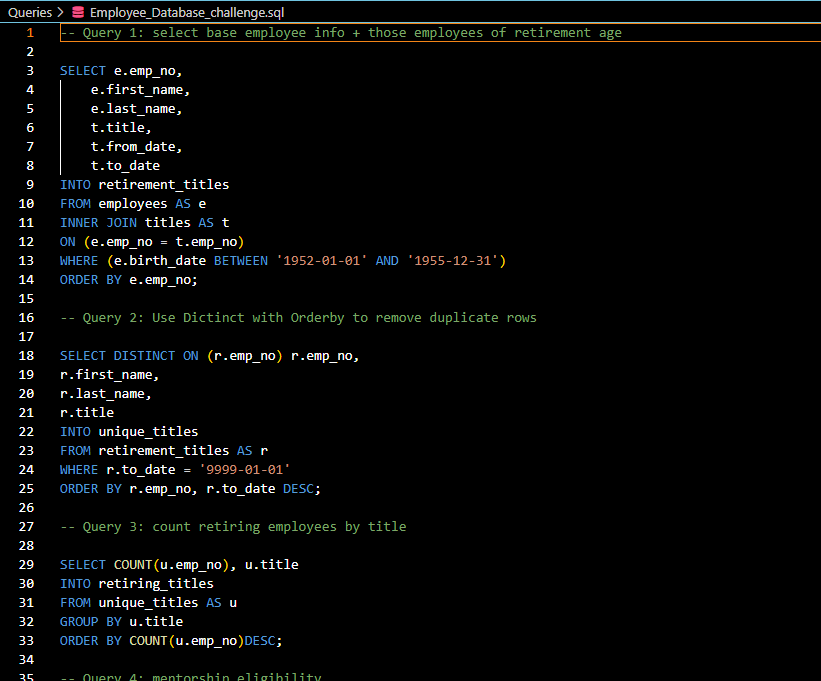 Queries > Employee_Database_challenge.sql
1 -- Query 1: select base employee info + those employees of retirement age
2
3 SELECT e.emp_no,
4 e.first_name,
5 e.last_name,
6 t.title,
7 t.from_date,
8 t.to_date
9 INTO retirement_titles
10 FROM employees AS e
11 INNER JOIN titles AS t
12 ON (e.emp_no = t.emp_no)
13 WHERE (e.birth_date BETWEEN '1952-01-01' AND '1955-12-31')
14 ORDER BY e.emp_no;
15
16 -- Query 2: Use Dictinct with Orderby to remove duplicate rows
17
18 SELECT DISTINCT ON (r.emp_no) r.emp_no,
19 r.first_name,
20 r.last_name,
21 r.title
22 INTO unique_titles
23 FROM retirement_titles AS r
24 WHERE r.to_date = '9999-01-01'
25 ORDER BY r.emp_no, r.to_date DESC;
26
27 -- Query 3: count retiring employees by title
28
29 SELECT COUNT(u.emp_no), u.title
30 INTO retiring_titles
31 FROM unique_titles AS u
32 GROUP BY u.title
33 ORDER BY COUNT(u.emp_no)DESC;
34
35 -- Query 4: mentorship eligibility